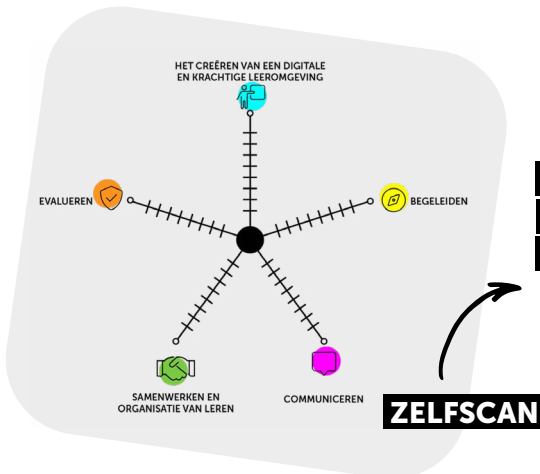 HET CREËREN VAN EEN DIGITALE
EN KRACHTIGE LEEROMGEVING
EVALUEREN
BEGELEIDEN
SAMENWERKEN EN
ORGANISATIE VAN LEREN
COMMUNICEREN
ZELFSCAN